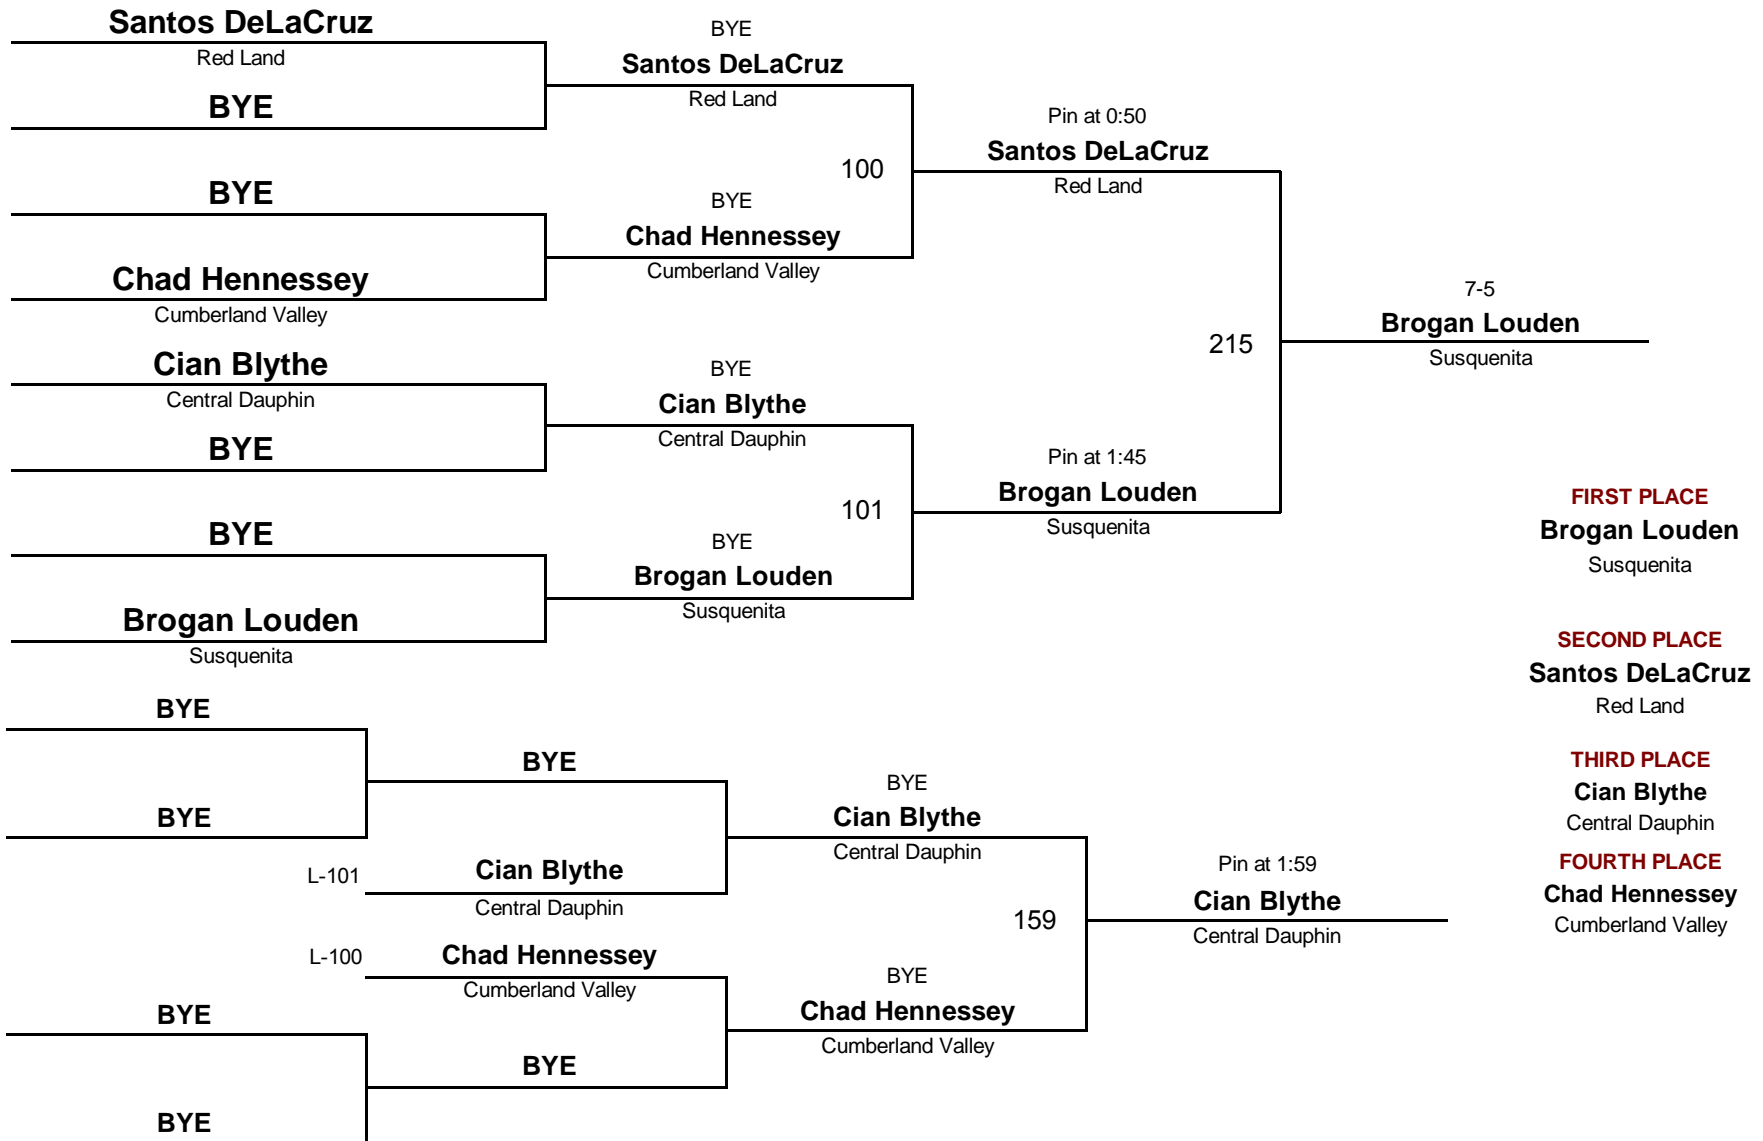 Santos DeLaCruz
Red Land
BYE
BYE
Chad Hennessey
Cumberland Valley
Cian Blythe
Central Dauphin
BYE
BYE
Brogan Louden
Susquenita
BYE
Santos DeLaCruz
Red Land
100
BYE
Chad Hennessey
Cumberland Valley
BYE
Cian Blythe
Central Dauphin
101
BYE
Brogan Louden
Susquenita
Pin at 0:50
Santos DeLaCruz
Red Land
215
Pin at 1:45
Brogan Louden
Susquenita
7-5
Brogan Louden
Susquenita
FIRST PLACE
Brogan Louden
Susquenita
SECOND PLACE
Santos DeLaCruz
Red Land
THIRD PLACE
Cian Blythe
Central Dauphin
FOURTH PLACE
Chad Hennessey
Cumberland Valley
BYE
BYE
BYE
L-101
Cian Blythe
Central Dauphin
L-100
Chad Hennessey
Cumberland Valley
BYE
BYE
BYE
BYE
Cian Blythe
Central Dauphin
159
BYE
Chad Hennessey
Cumberland Valley
Pin at 1:59
Cian Blythe
Central Dauphin